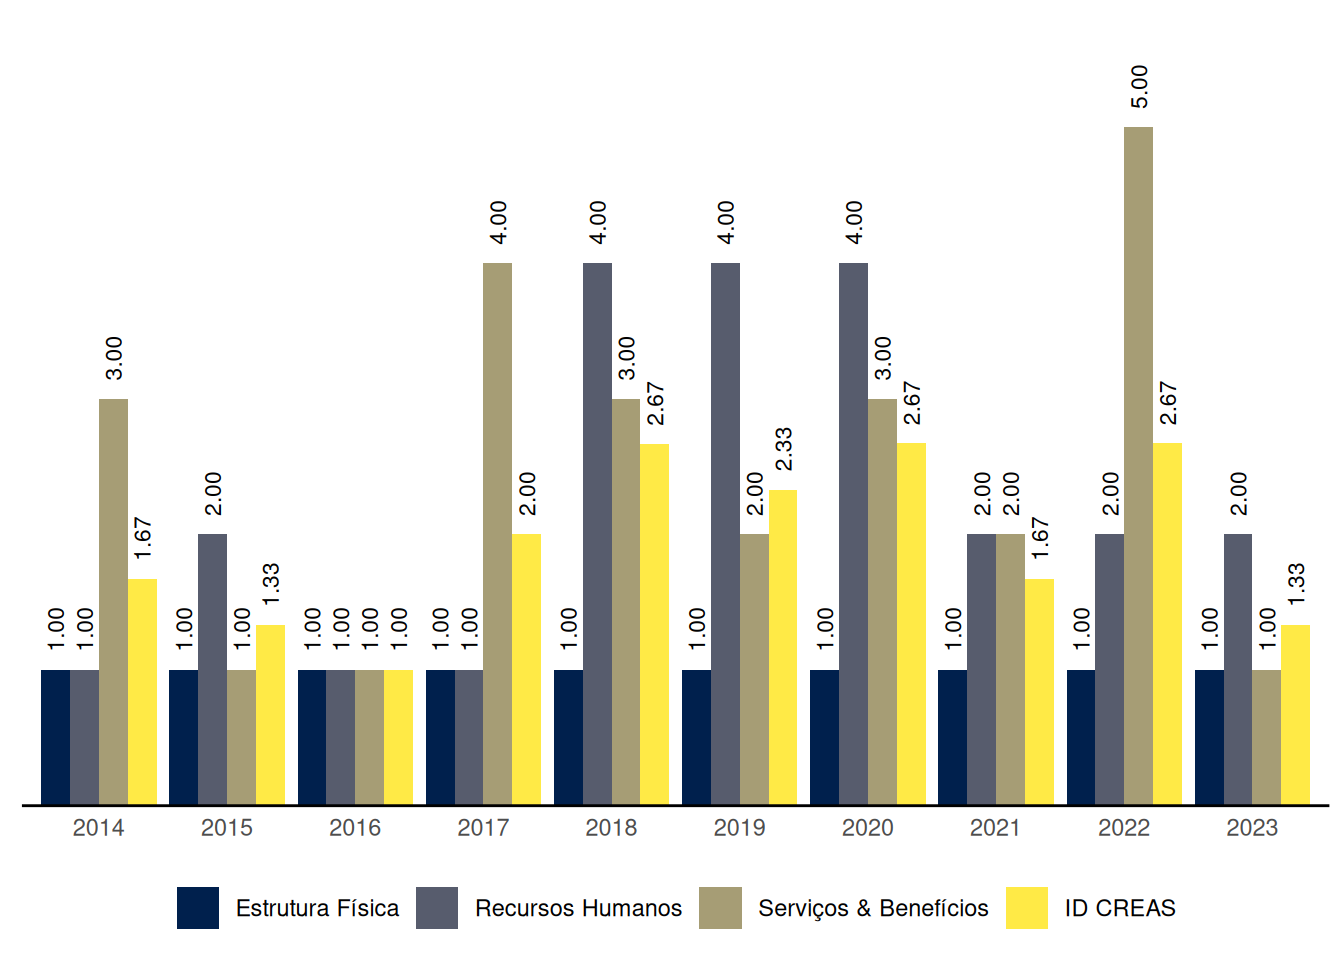 1.00 1.00 3.00 1.67 1.00 2.00 1.00 1.33 1.00 1.00 1.00 1.00 1.00 1.00 4.00 2.00 1.00 4.00 3.00 2.67 1.00 4.00 2.00 2.33 1.00 4.00 3.00 2.67 1.00 2.00 2.00 1.67 1.00 2.00 5.00 2.67 1.00 2.00 1.00 1.33
2014 2015 2016 2017 2018 2019 2020 2021 2022 2023
Estrutura Física Recursos Humanos Serviços & Benefícios ID CREAS